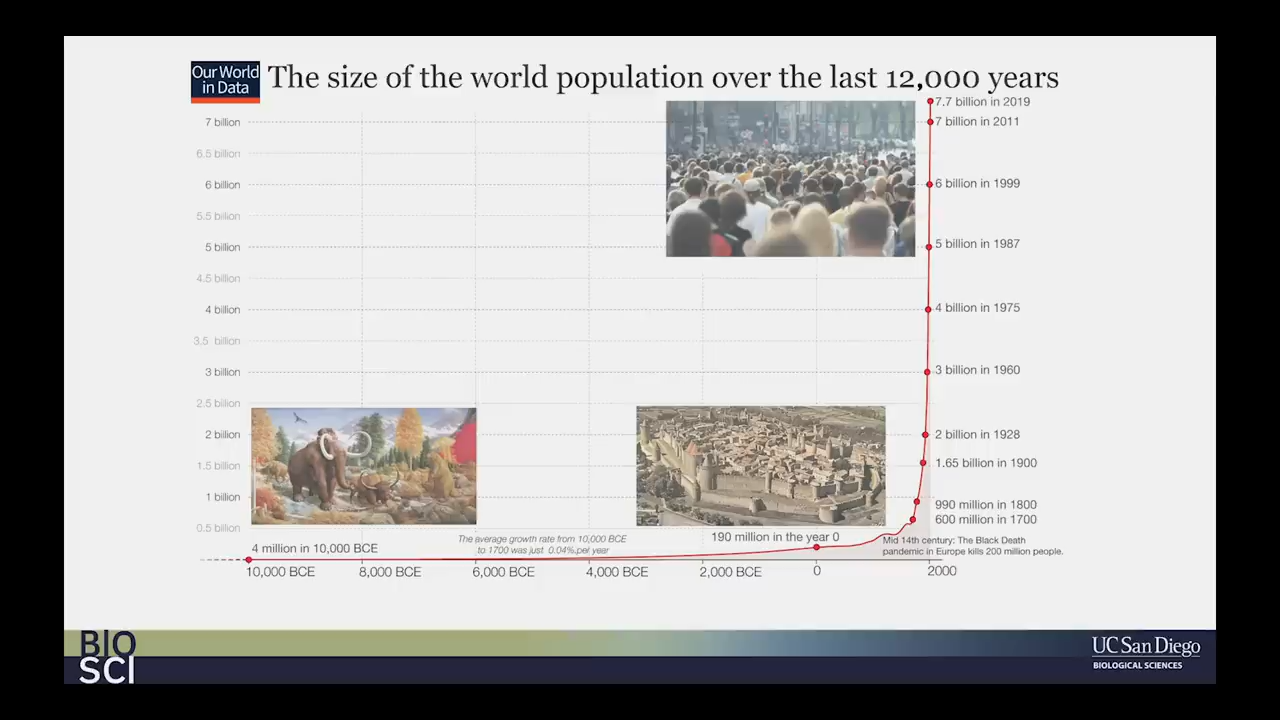 Our World
in Data
The size of the world population over the last 12,000 years
7.7 billion in 2019
7 billion
7 billion in 2011
6.5 billion
6 billion
6 billion in 1999
5.5 billion
5 billion
5 billion in 1987
4.5 billion
4 billion
4 billion in 1975
3.5 billion
3 billion
3 billion in 1960
2.5 billion
2 billion
2 billion in 1928
1.5 billion
1.65 billion in 1900
1 billion
990 million in 1800
0.5 billion
600 million in 1700
4 million in 10,000 BCE
The average growth rate from 10,000 BCE
to 1700 was just 0.04% per year
190 million in the year 0
Mid 14th century: The Black Death
pandemic in Europe kills 200 million people.
10,000 BCE
8,000 BCE
6,000 BCE
4,000 BCE
2,000 BCE
0
2000
BIO
SCI
UC San Diego
BIOLOGICAL SCIENCES